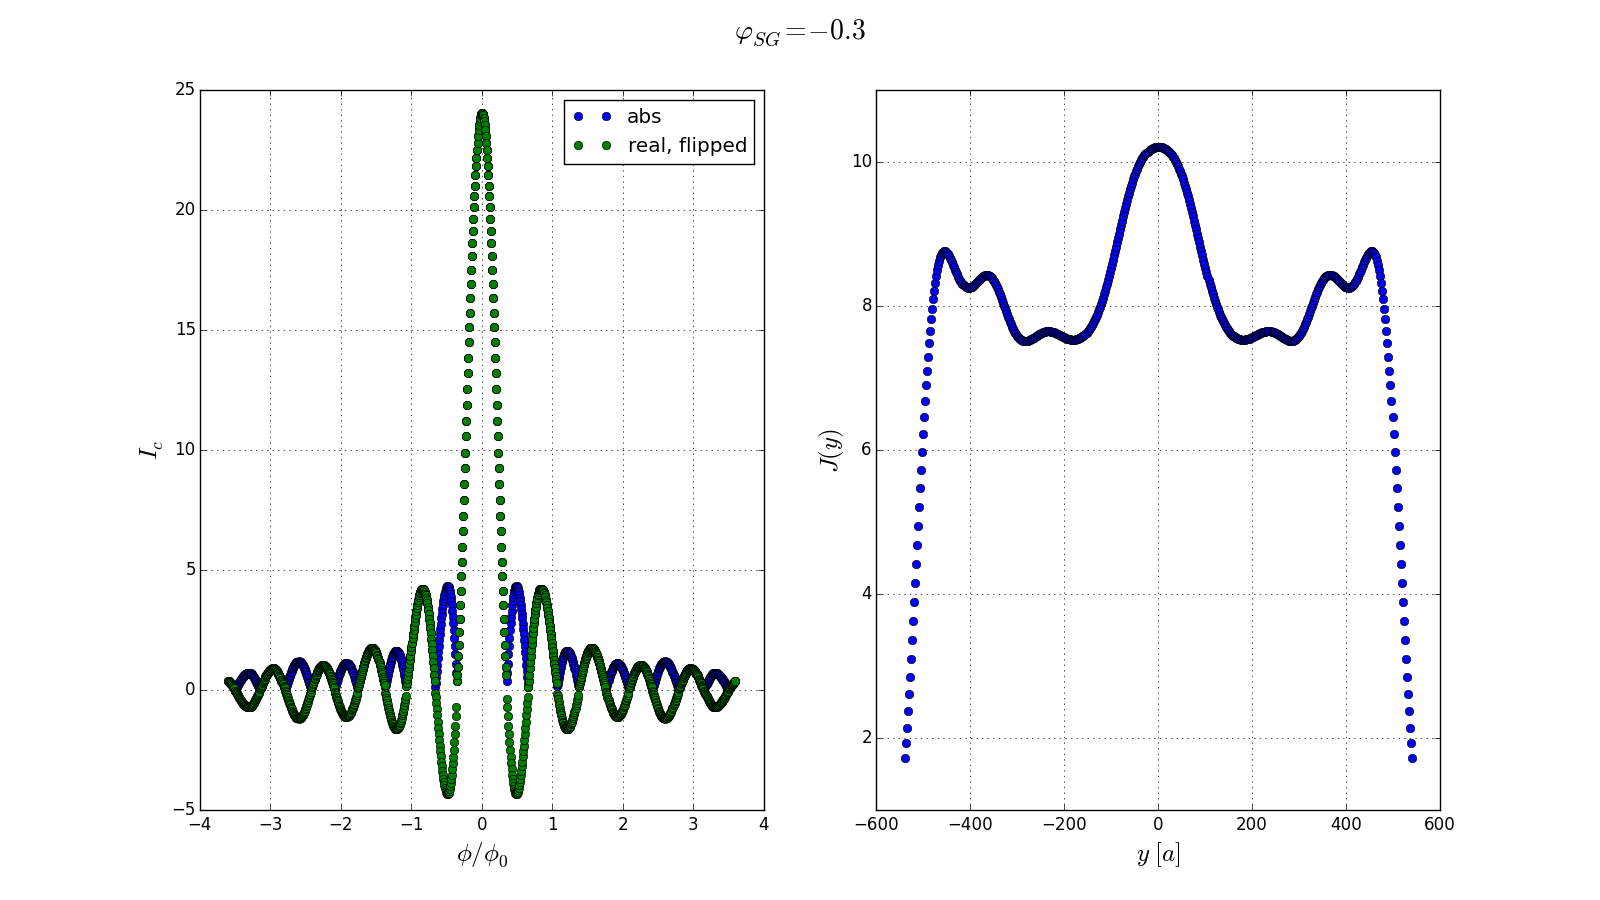 φ_SG = −0.3
25
20
15
10
5
0
−5
−4 −3 −2 −1 0 1 2 3 4
I_c
ϕ/ϕ_0
abs
real, flipped
10
8
6
4
2
−600 −400 −200 0 200 400 600
J(y)
y [a]